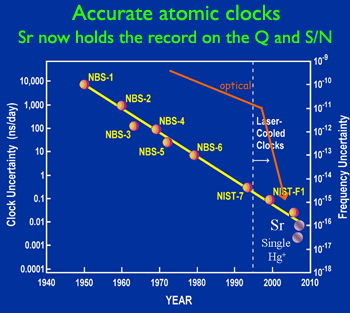 Accurate atomic clocks
Sr now holds the record on the Q and S/N
Clock Uncertainty (ns/day)
10,000
1,000
100
10
1
0.1
0.01
0.001
0.0001
NBS-1
NBS-2
NBS-3
NBS-4
NBS-5
NBS-6
NIST-7
NIST-F1
optical
Laser-
Cooled
Clocks
Sr
Single
Hg+
10-9
10-10
10-11
10-12
10-13
10-14
10-15
10-16
10-17
10-18
Frequency Uncertainty
1940 1950 1960 1970 1980 1990 2000 2010
YEAR